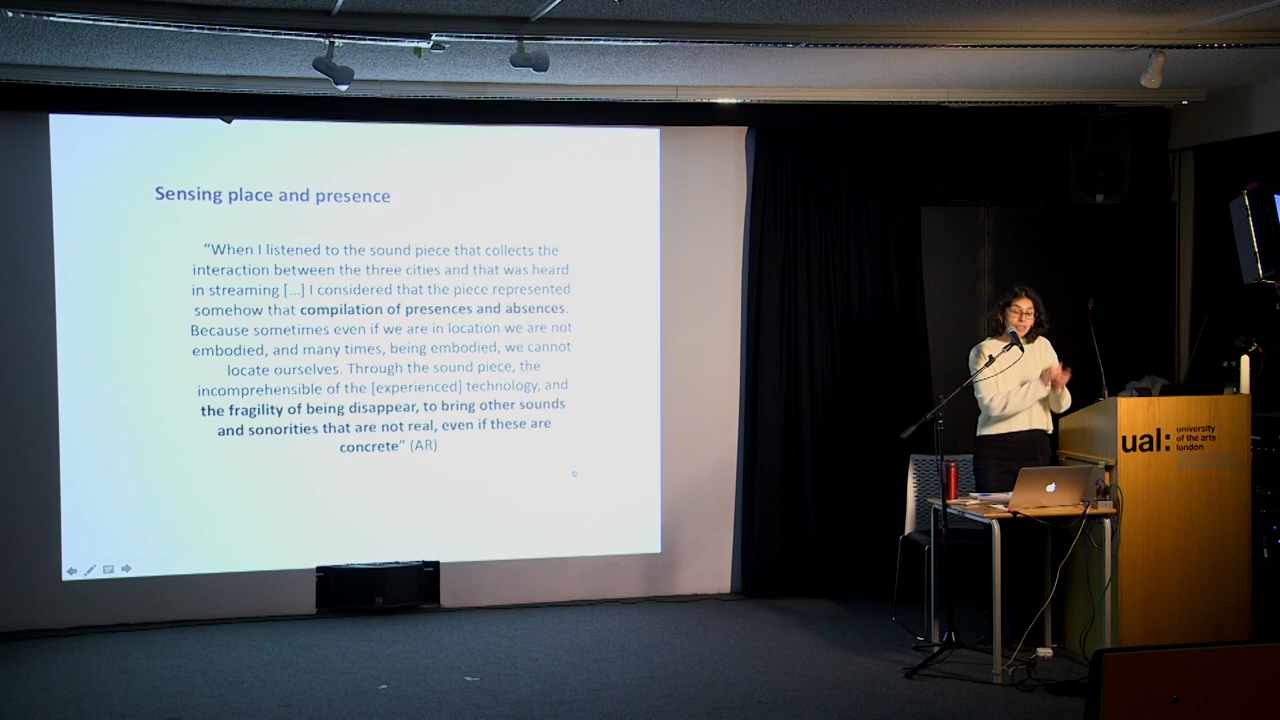 Sensing place and presence
“When I listened to the sound piece that collects the
interaction between the three cities and that was heard
in streaming [...] I considered that the piece represented
somehow that compilation of presences and absences.
Because sometimes even if we are in location we are not
embodied, and many times, being embodied, we cannot
locate ourselves. Through the sound piece, the
incomprehensible of the [experienced] technology, and
the fragility of being disappear, to bring other sounds
and sonorities that are not real, even if these are
concrete” (AR)
ual:
university
of the arts
london